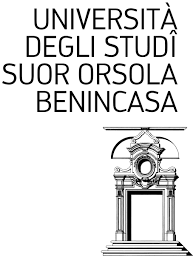 UNIVERSITÀ
DEGLI STUDÎ
SUOR ORSOLA
BENINCASA